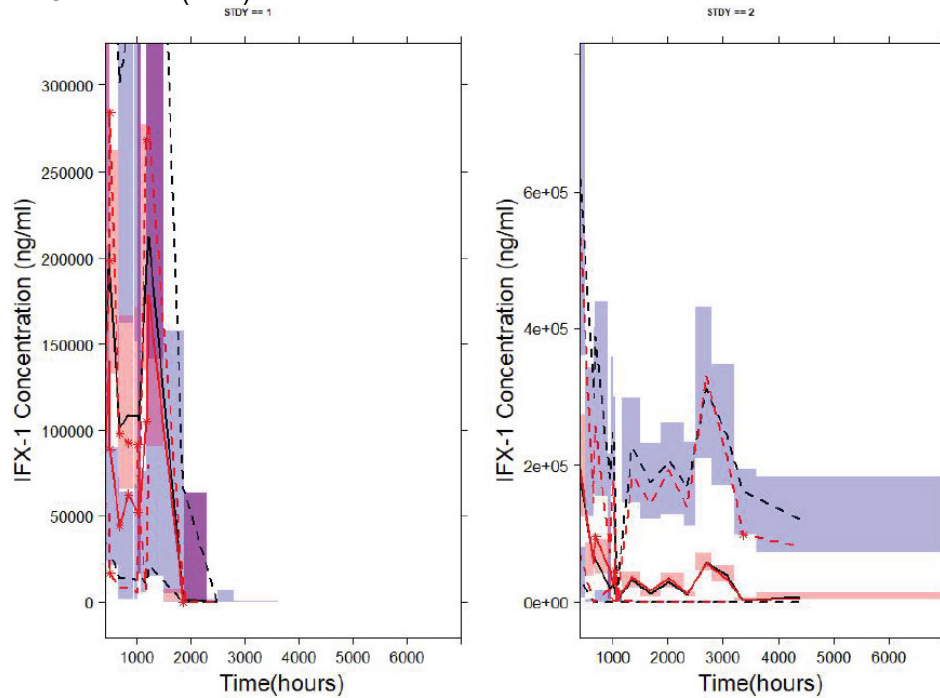 STDY == 1
STDY == 2
300000
250000
200000
150000
100000
50000
0
IFX-1 Concentration (ng/ml)
1000 2000 3000 4000 5000 6000
Time(hours)
6e+05
4e+05
2e+05
0e+00
IFX-1 Concentration (ng/ml)
1000 2000 3000 4000 5000 6000
Time(hours)